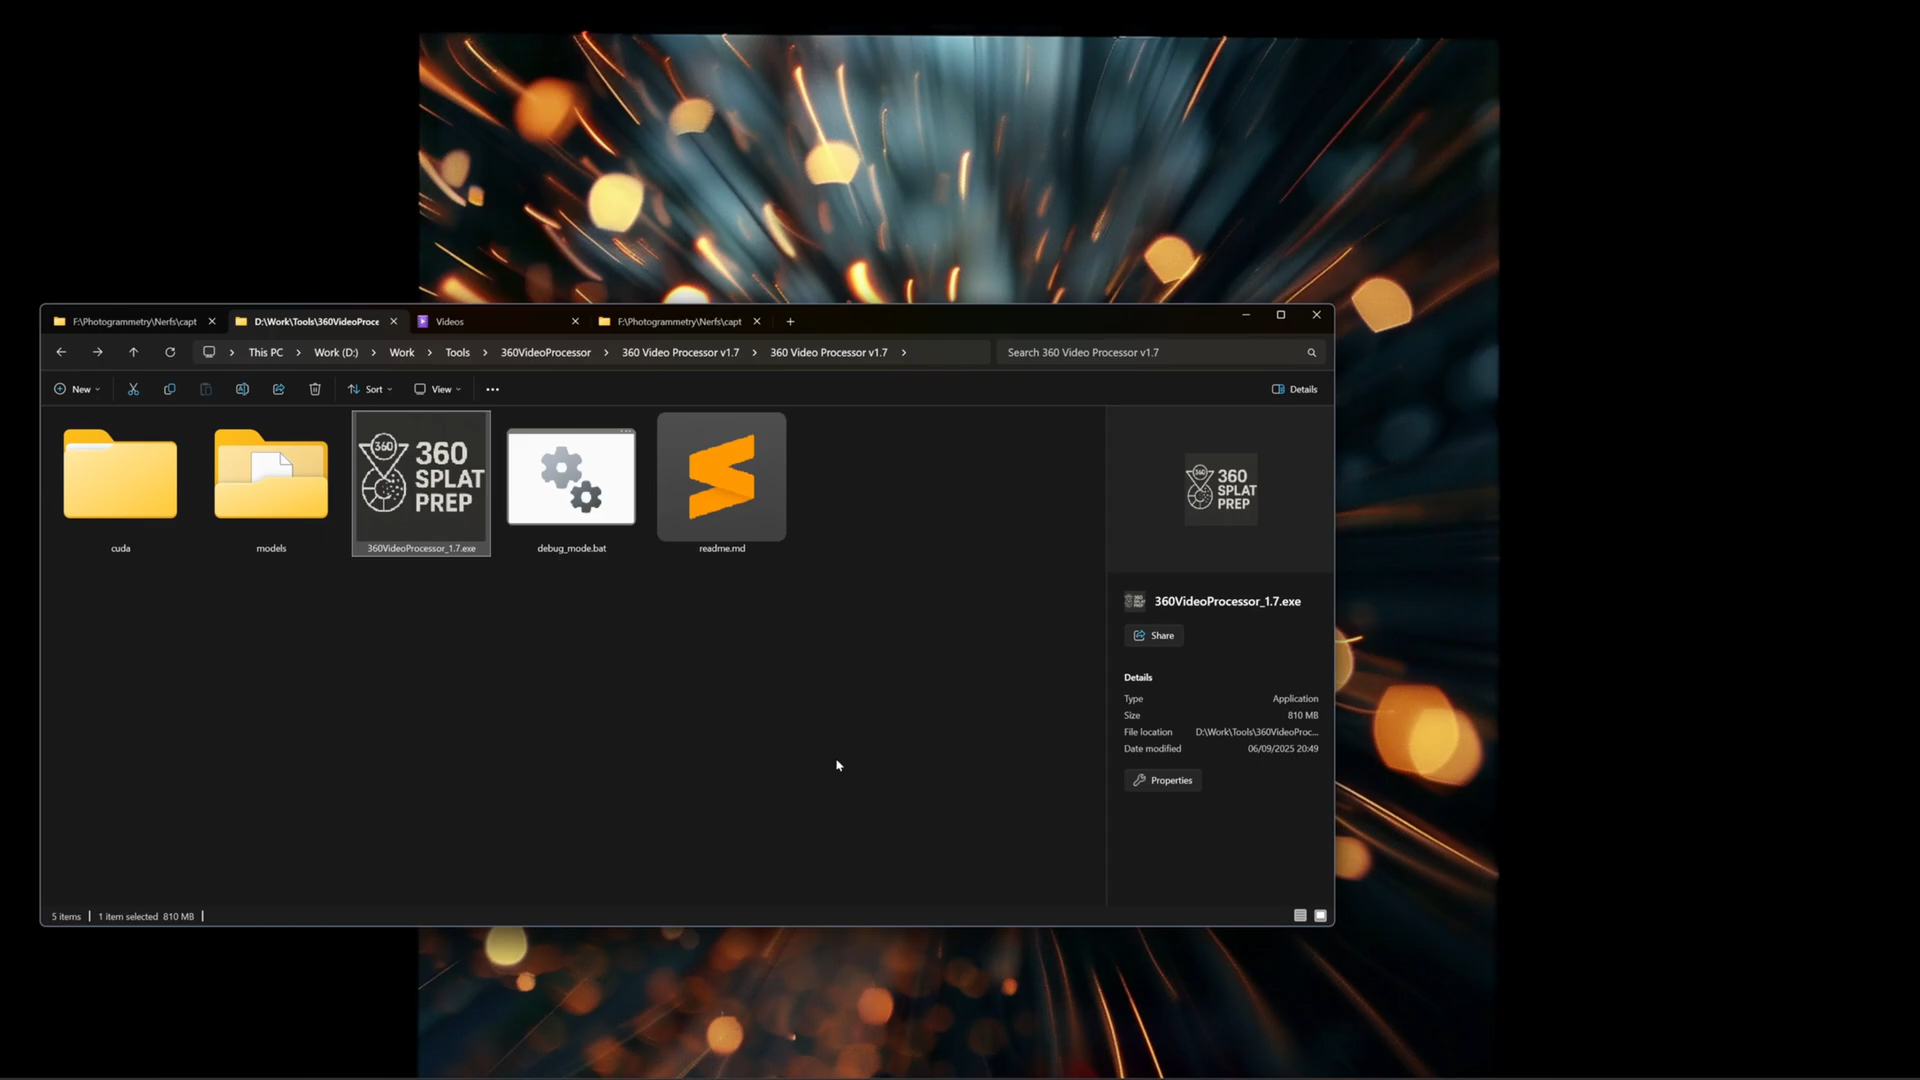 F:\Photogrammetry\Nerfs\capt
D:\Work\Tools\360VideoProce
Videos
F:\Photogrammetry\Nerfs\capt
This PC
Work (D:)
Work
Tools
360VideoProcessor
360 Video Processor v1.7
360 Video Processor v1.7
Search 360 Video Processor v1.7
New
Sort
View
Details
360
360
SPLAT
PREP
cuda
models
360VideoProcessor_1.7.exe
debug_mode.bat
readme.md
360
360
SPLAT
PREP
360VideoProcessor_1.7.exe
Share
Details
Type Application
Size 810 MB
File location D:\Work\Tools\360VideoProc...
Date modified 06/09/2025 20:49
Properties
5 items
1 item selected 810 MB